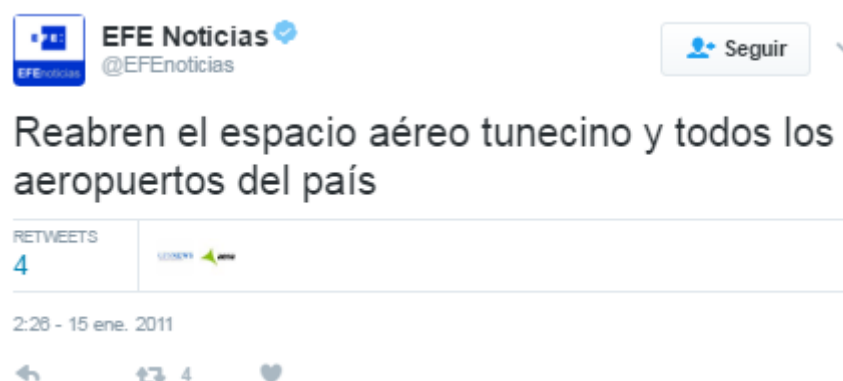 EFE Noticias
@EFEnoticias
EFEnoticias
Seguir
Reabren el espacio aéreo tunecino y todos los
aeropuertos del país
RETWEETS
4
2:26 - 15 ene. 2011
4